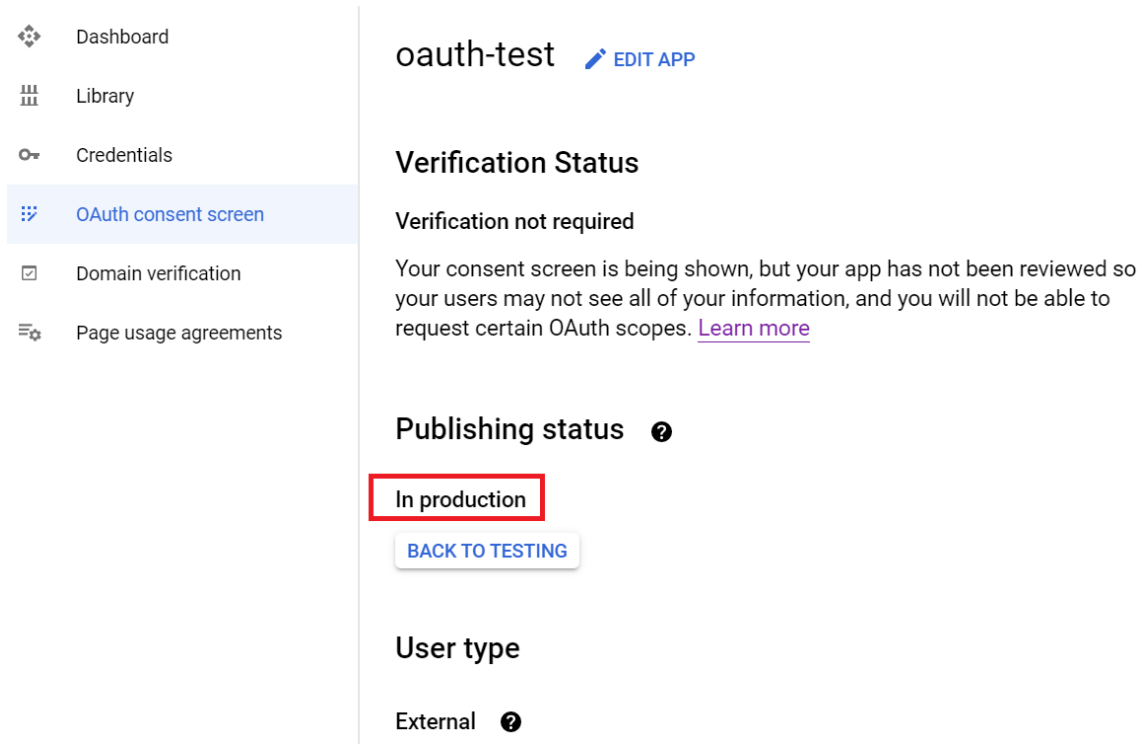 Dashboard
Library
Credentials
OAuth consent screen
Domain verification
Page usage agreements
oauth-test EDIT APP
Verification Status
Verification not required
Your consent screen is being shown, but your app has not been reviewed so
your users may not see all of your information, and you will not be able to
request certain OAuth scopes. Learn more
Publishing status ?
In production
BACK TO TESTING
User type
External ?